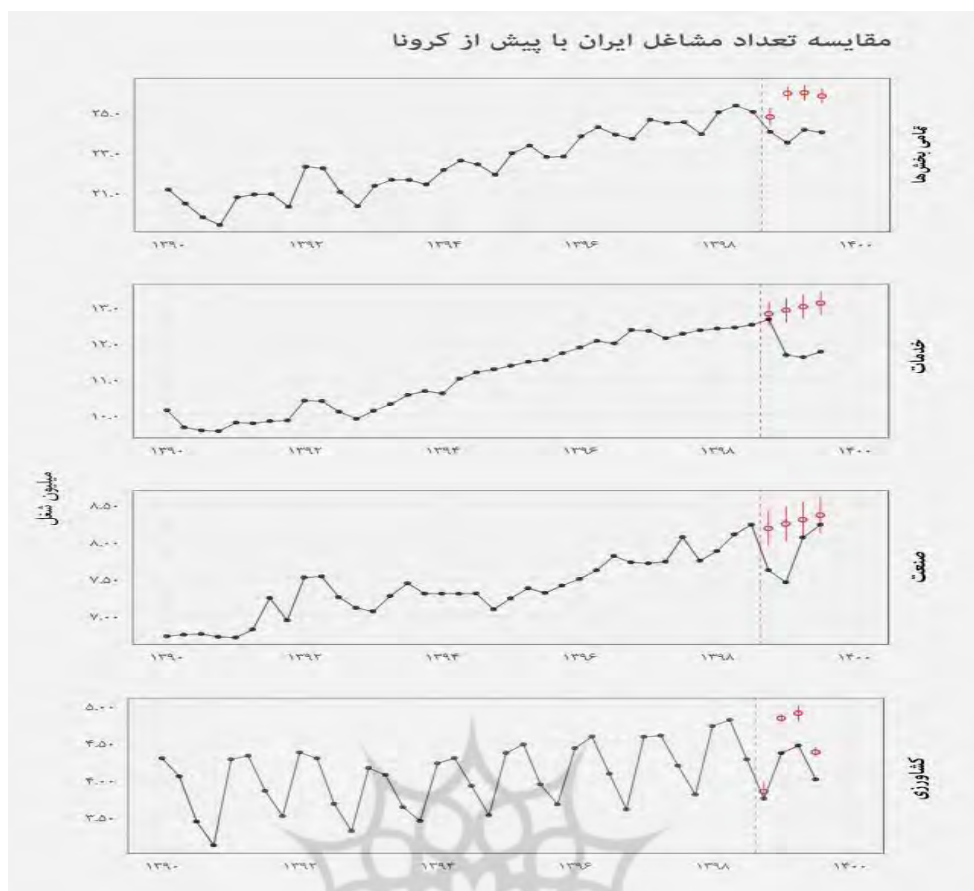 مقایسه تعداد مشاغل ایران با پیش از کرونا
تمامی بخش‌ها
۲۵.۰
۲۳.۰
۲۱.۰
۱۳۹۰ ۱۳۹۲ ۱۳۹۴ ۱۳۹۶ ۱۳۹۸ ۱۴۰۰
خدمات
۱۳.۰
۱۲.۰
۱۱.۰
۱۰.۰
۱۳۹۰ ۱۳۹۲ ۱۳۹۴ ۱۳۹۶ ۱۳۹۸ ۱۴۰۰
میلیون شغل
صنعت
۸.۵۰
۸.۰۰
۷.۵۰
۷.۰۰
۱۳۹۰ ۱۳۹۲ ۱۳۹۴ ۱۳۹۶ ۱۳۹۸ ۱۴۰۰
کشاورزی
۵.۰۰
۴.۵۰
۴.۰۰
۳.۵۰
۱۳۹۰ ۱۳۹۲ ۱۳۹۴ ۱۳۹۶ ۱۳۹۸ ۱۴۰۰